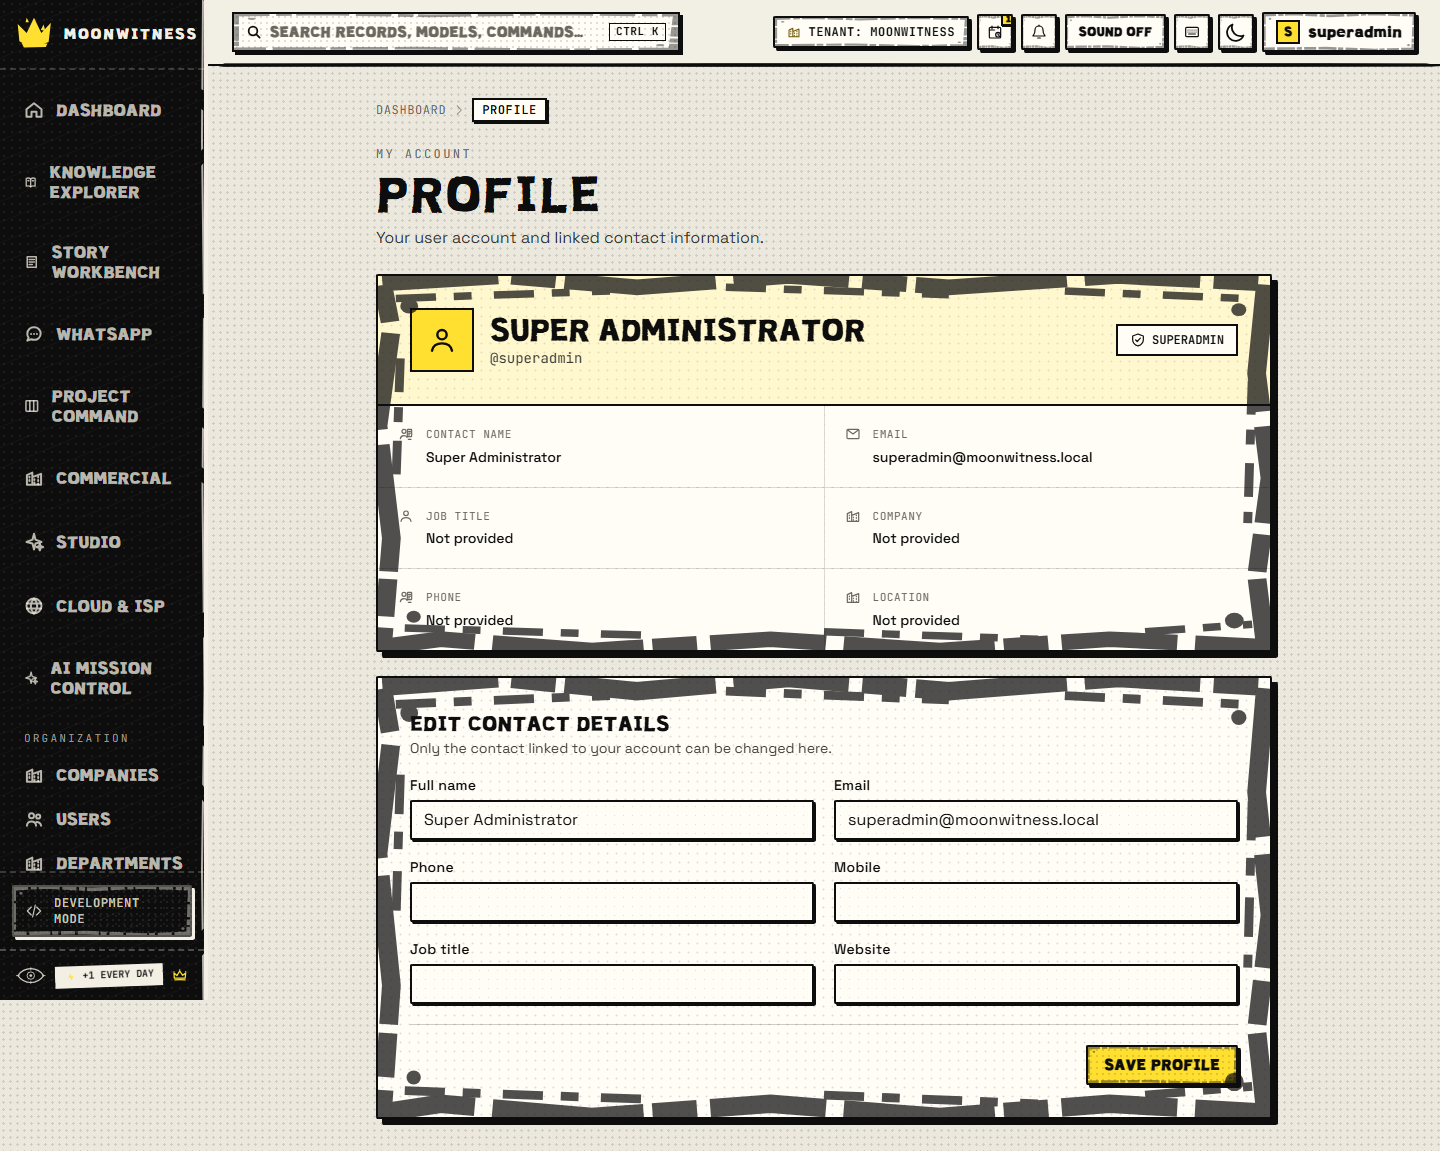 MOONWITNESS
SEARCH RECORDS, MODELS, COMMANDS…
CTRL K
TENANT: MOONWITNESS
1
SOUND OFF
S
superadmin
DASHBOARD
KNOWLEDGE
EXPLORER
STORY
WORKBENCH
WHATSAPP
PROJECT
COMMAND
COMMERCIAL
STUDIO
CLOUD & ISP
AI MISSION
CONTROL
ORGANIZATION
COMPANIES
USERS
DEPARTMENTS
DEVELOPMENT
MODE
+1 EVERY DAY
DASHBOARD
PROFILE
MY ACCOUNT
PROFILE
Your user account and linked contact information.
SUPER ADMINISTRATOR
@superadmin
SUPERADMIN
CONTACT NAME
Super Administrator
EMAIL
superadmin@moonwitness.local
JOB TITLE
Not provided
COMPANY
Not provided
PHONE
Not provided
LOCATION
Not provided
EDIT CONTACT DETAILS
Only the contact linked to your account can be changed here.
Full name
Email
Super Administrator
superadmin@moonwitness.local
Phone
Mobile
Job title
Website
SAVE PROFILE